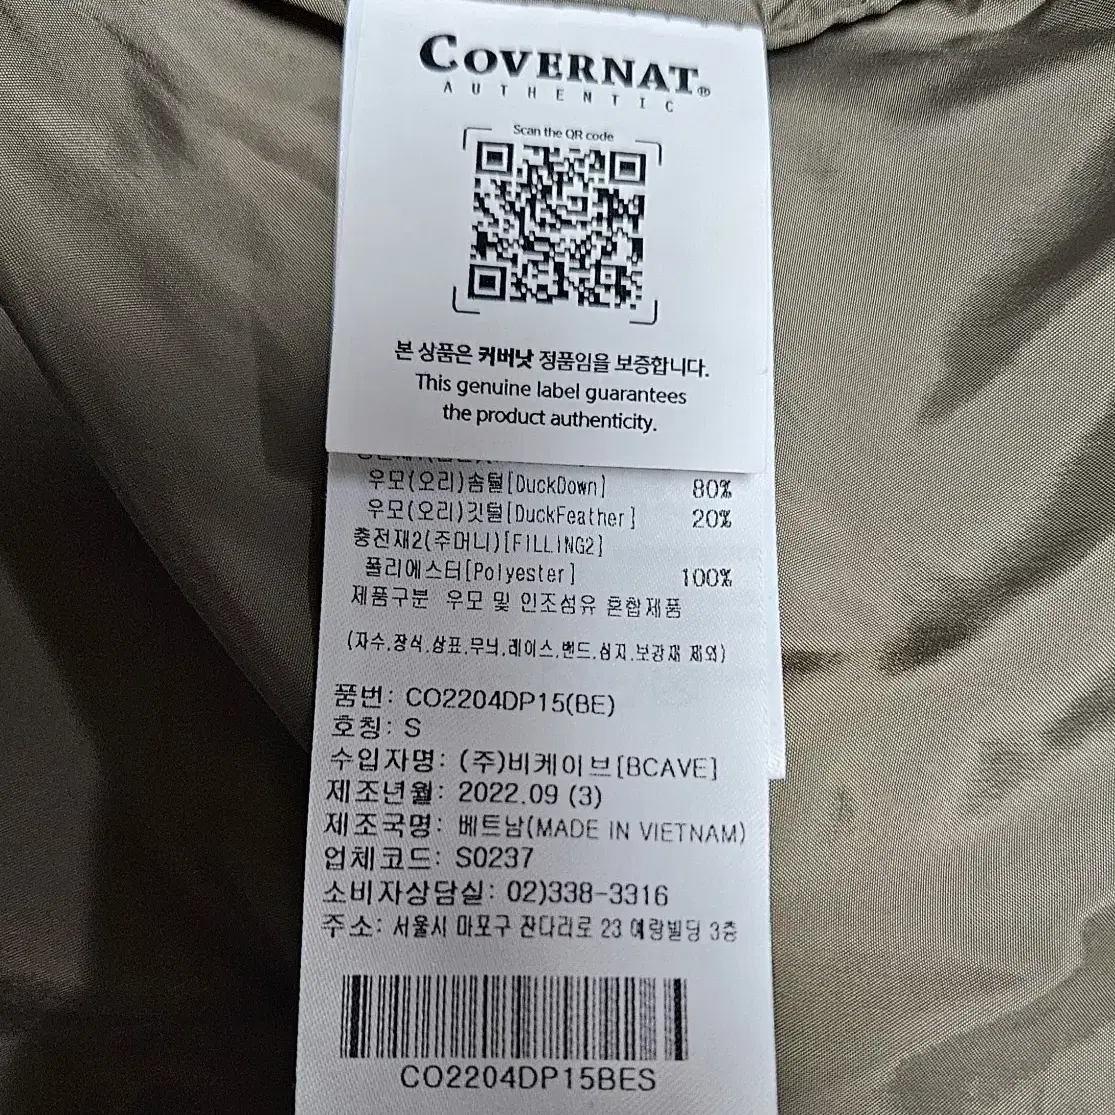 COVERNAT®
AUTHENTIC
Scan the QR code
본 상품은 커버낫 정품임을 보증합니다.
This genuine label guarantees
the product authenticity.
우모(오리)솜털[DuckDown] 80%
우모(오리)깃털[DuckFeather] 20%
충전재2(주머니)[FILLING2]
폴리에스터[Polyester] 100%
제품구분 우모 및 인조섬유 혼합제품
(자수.장식.상표.무늬.레이스.밴드.심지.보강재 제외)
품번: CO2204DP15(BE)
호칭: S
수입자명: (주)비케이브[BCAVE]
제조년월: 2022.09 (3)
제조국명: 베트남(MADE IN VIETNAM)
업체코드: S0237
소비자상담실: 02)338-3316
주소: 서울시 마포구 잔다리로 23 예랑빌딩 3층
CO2204DP15BES